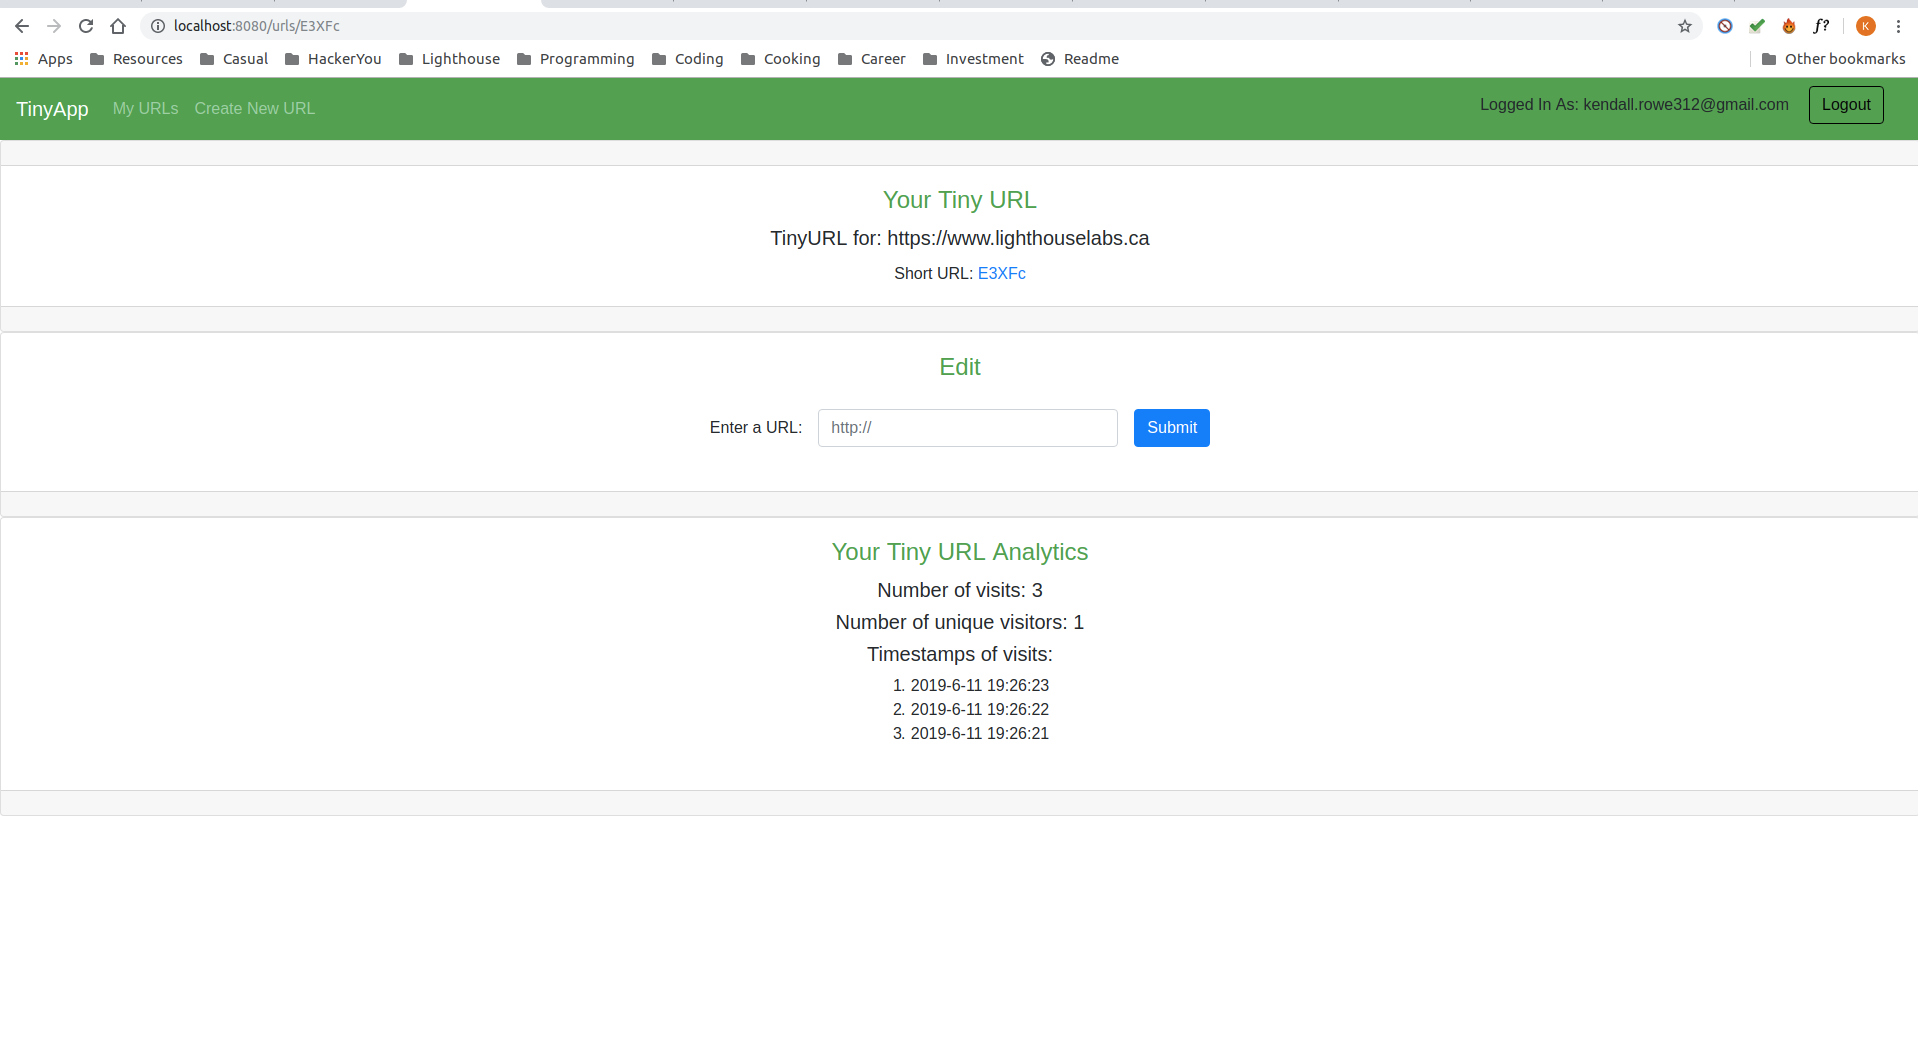 localhost:8080/urls/E3XFc
K
Apps Resources Casual HackerYou Lighthouse Programming Coding Cooking Career Investment Readme Other bookmarks
TinyApp My URLs Create New URL Logged In As: kendall.rowe312@gmail.com Logout
Your Tiny URL
TinyURL for: https://www.lighthouselabs.ca
Short URL: E3XFc
Edit
Enter a URL: http:// Submit
Your Tiny URL Analytics
Number of visits: 3
Number of unique visitors: 1
Timestamps of visits:
1. 2019-6-11 19:26:23
2. 2019-6-11 19:26:22
3. 2019-6-11 19:26:21